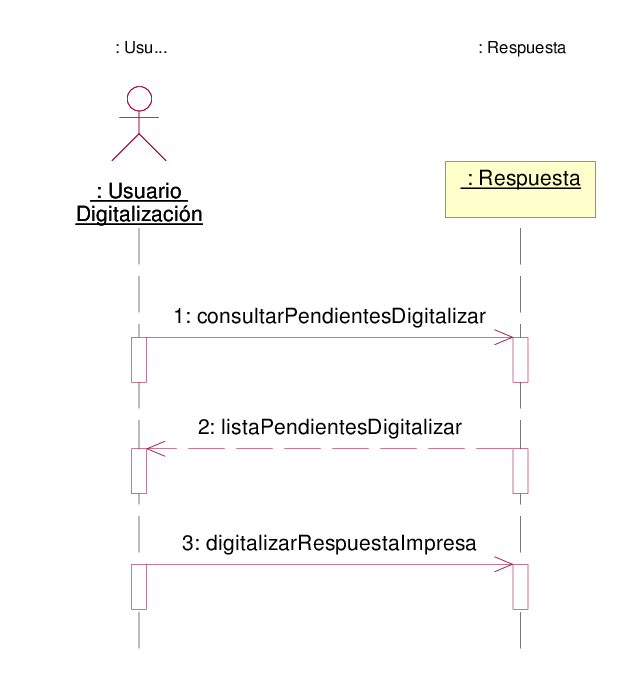 : Usu...
: Respuesta
: Usuario
Digitalización
: Respuesta
1: consultarPendientesDigitalizar
2: listaPendientesDigitalizar
3: digitalizarRespuestaImpresa